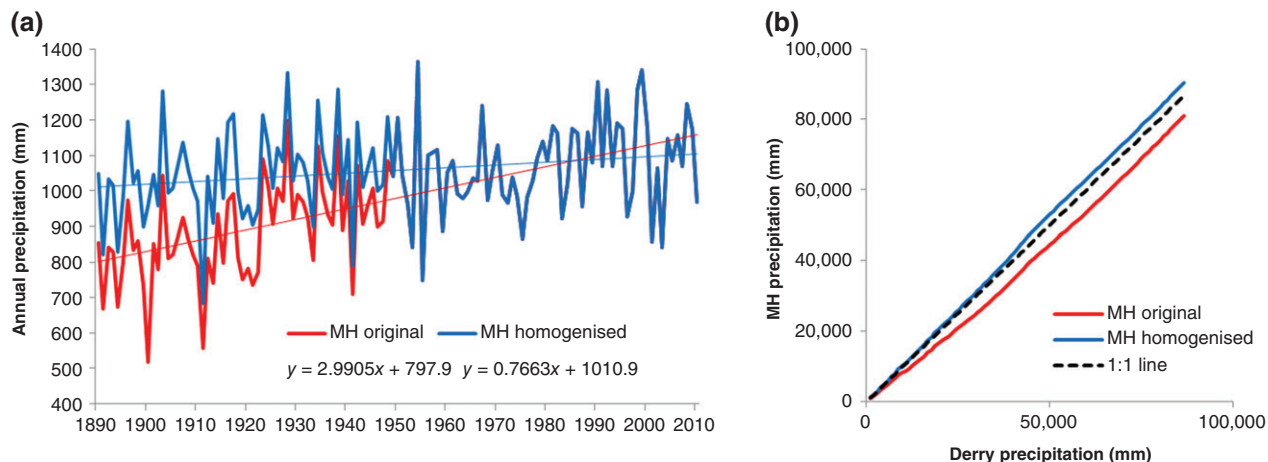 (a)
Annual precipitation (mm)
1400
1300
1200
1100
1000
900
800
700
600
500
400
MH original MH homogenised
y = 2.9905x + 797.9 y = 0.7663x + 1010.9
1890 1900 1910 1920 1930 1940 1950 1960 1970 1980 1990 2000 2010
(b)
MH precipitation (mm)
100,000
80,000
60,000
40,000
20,000
0
MH original
MH homogenised
1:1 line
0 50,000 100,000
Derry precipitation (mm)